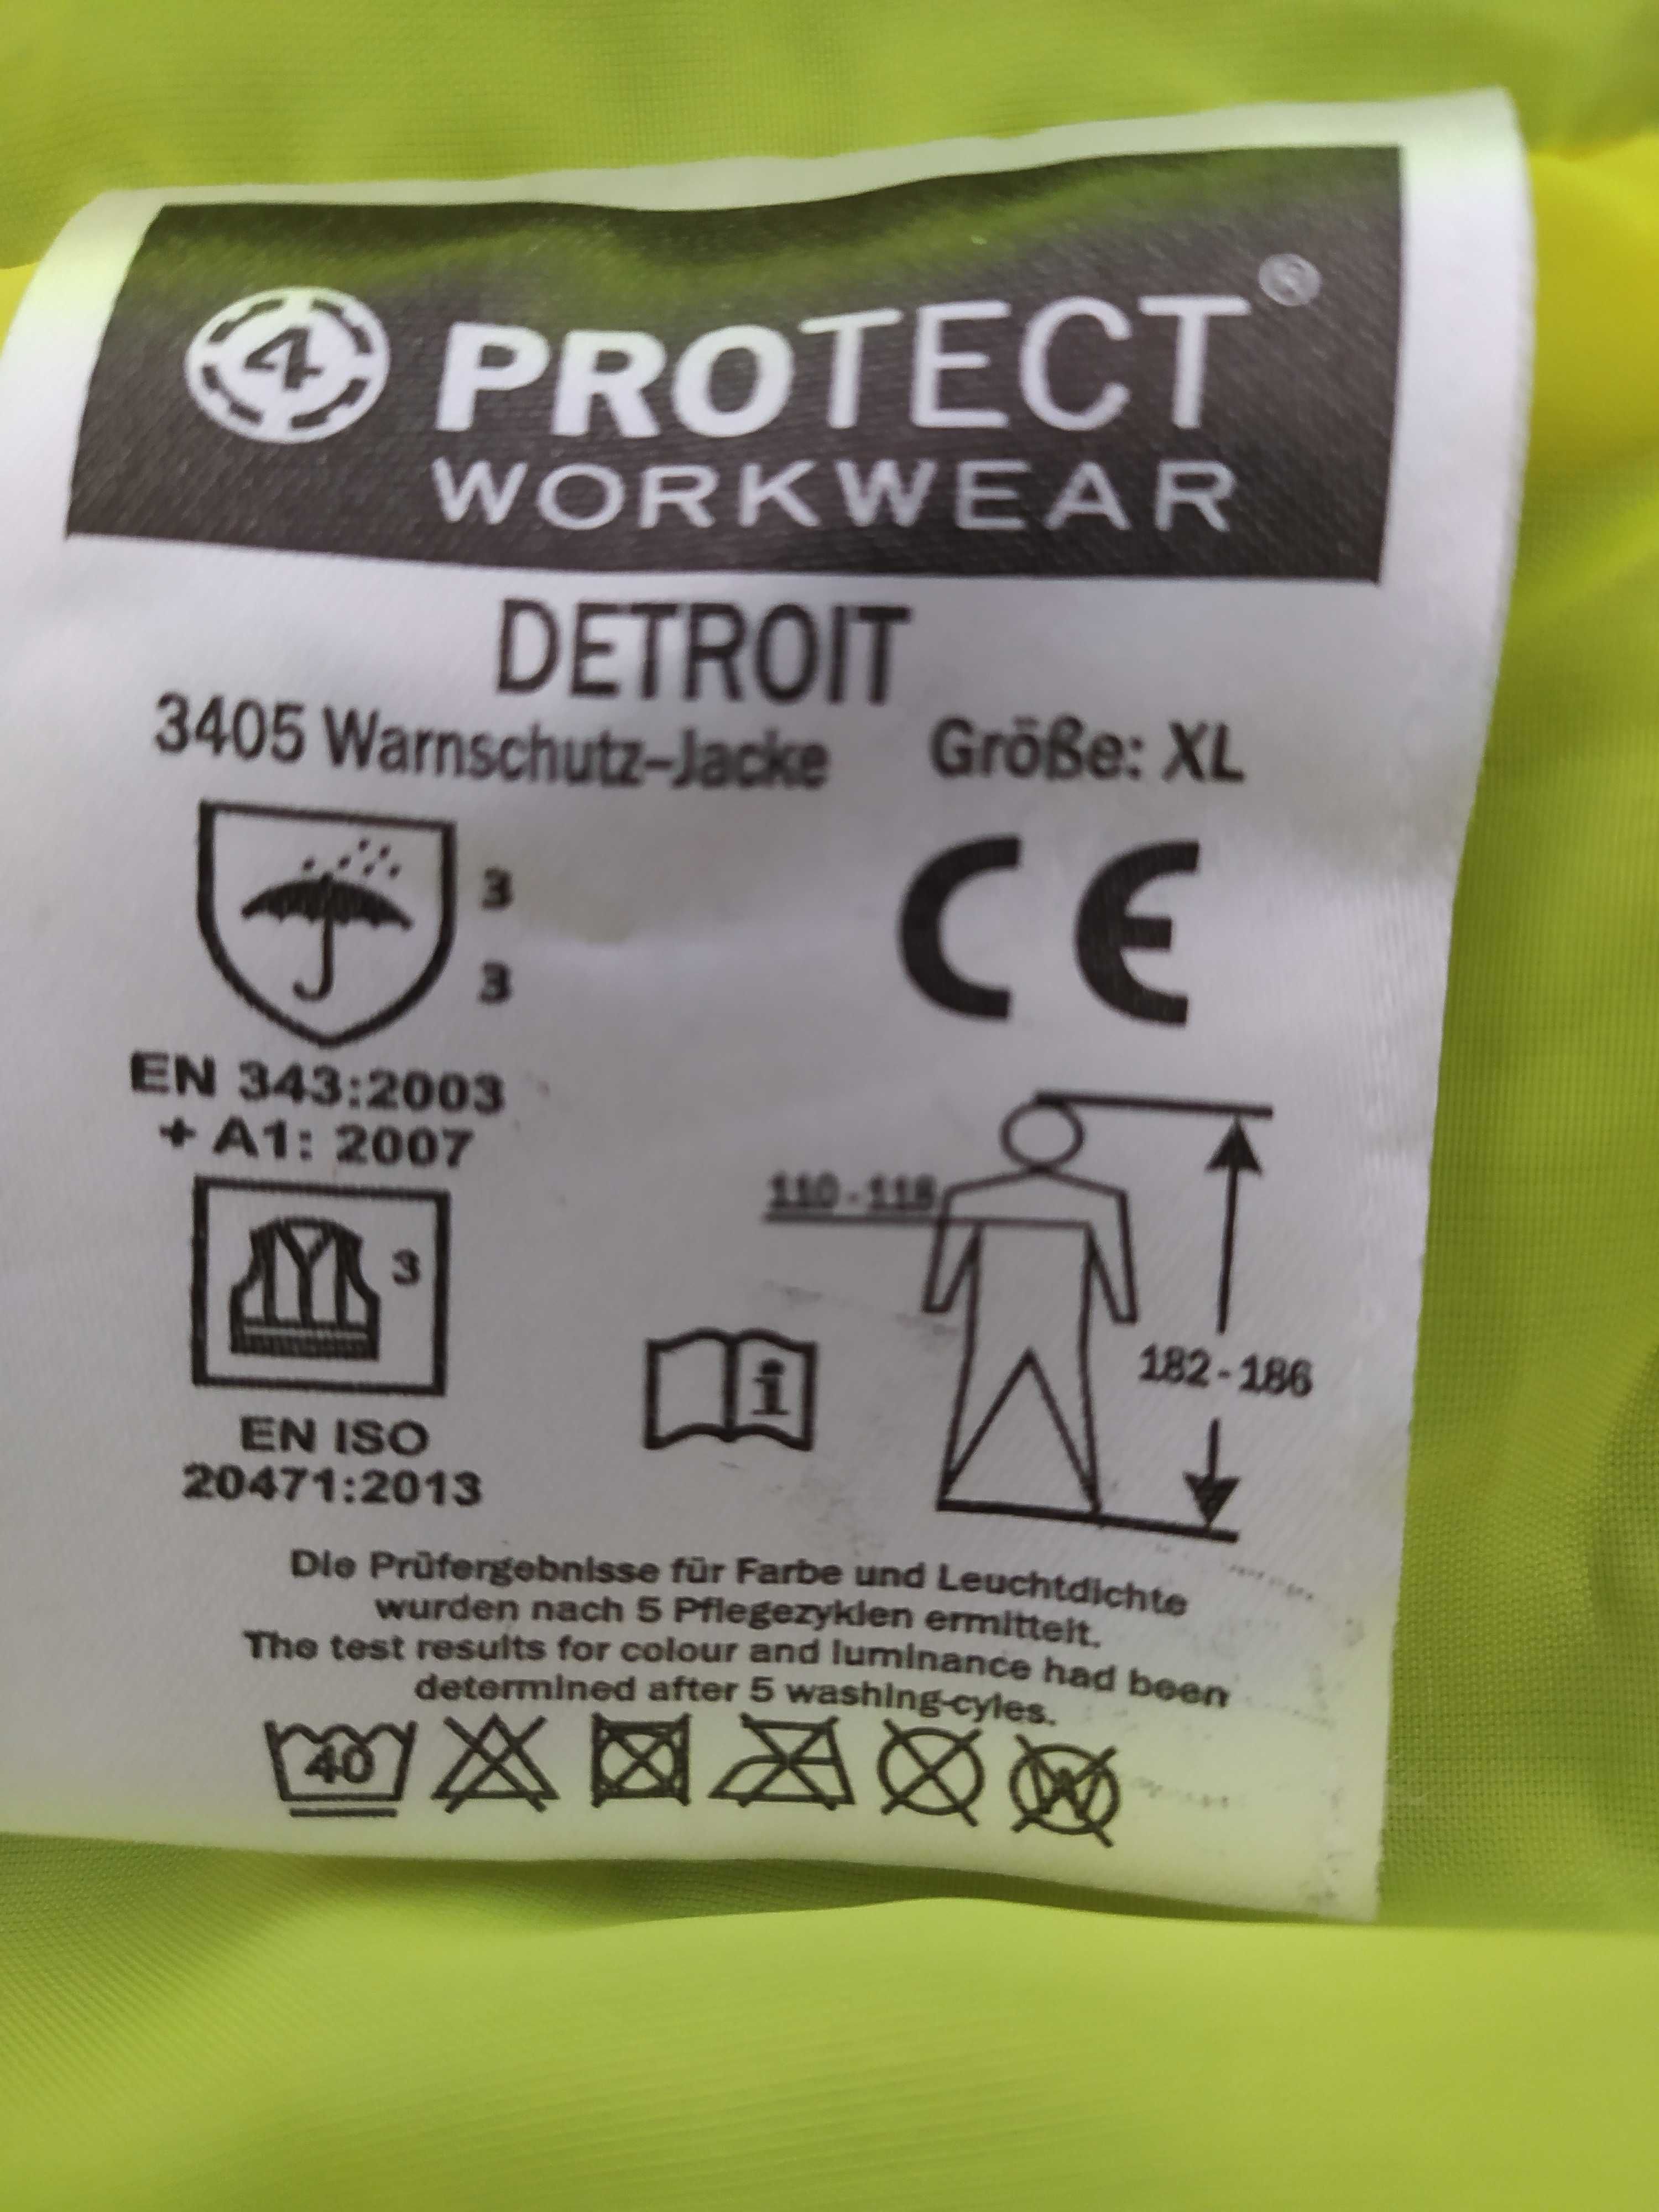 4 PROTECT®
WORKWEAR
DETROIT
3405 Warnschutz-Jacke Größe: XL
3
3
CE
EN 343:2003
+ A1: 2007
110-118
3
182-186
i
EN ISO
20471:2013
Die Prüfergebnisse für Farbe und Leuchtdichte
wurden nach 5 Pflegezyklen ermittelt.
The test results for colour and luminance had been
determined after 5 washing-cyles.
40
W